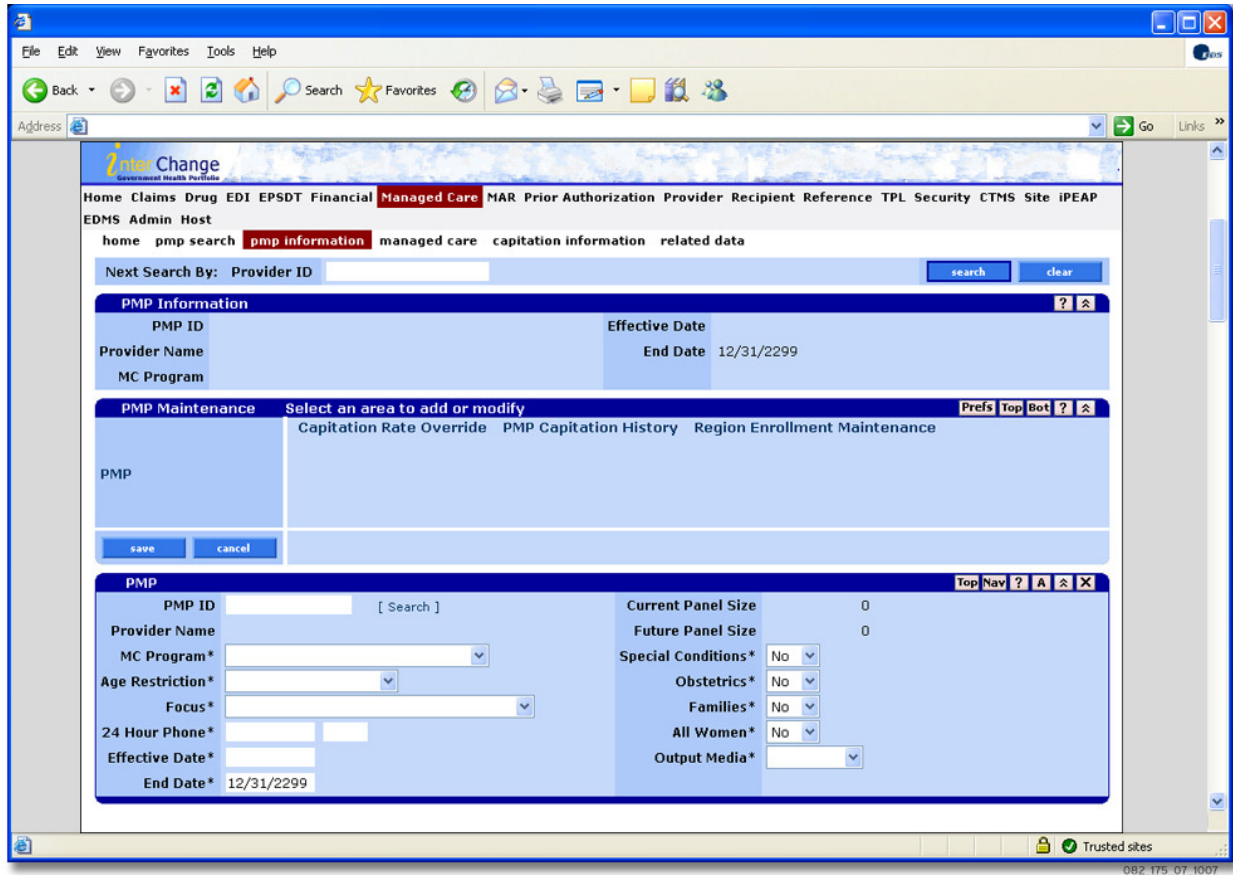 File Edit View Favorites Tools Help
Back Search Favorites
Address Go Links »
interChange
Government Health Portfolio
Home Claims Drug EDI EPSDT Financial Managed Care MAR Prior Authorization Provider Recipient Reference TPL Security CTMS Site iPEAP
EDMS Admin Host
home pmp search pmp information managed care capitation information related data
Next Search By: Provider ID search clear
PMP Information ?
PMP ID Effective Date
Provider Name End Date 12/31/2299
MC Program
PMP Maintenance Select an area to add or modify Prefs Top Bot ?
Capitation Rate Override PMP Capitation History Region Enrollment Maintenance
PMP
save cancel
PMP Top Nav ? A X
PMP ID [ Search ] Current Panel Size 0
Provider Name Future Panel Size 0
MC Program* Special Conditions* No
Age Restriction* Obstetrics* No
Focus* Families* No
24 Hour Phone* All Women* No
Effective Date* Output Media*
End Date* 12/31/2299
Trusted sites
082_175_07_1007